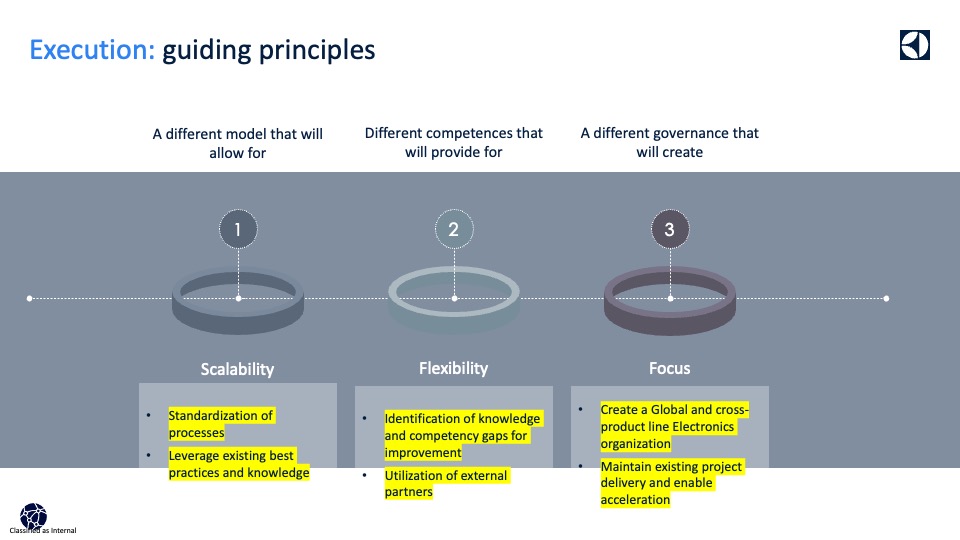 Execution: guiding principles
A different model that will
allow for
Different competences that
will provide for
A different governance that
will create
1
2
3
Scalability
Flexibility
Focus
• Standardization of
processes
• Leverage existing best
practices and knowledge
• Identification of knowledge
and competency gaps for
improvement
• Utilization of external
partners
• Create a Global and cross-
product line Electronics
organization
• Maintain existing project
delivery and enable
acceleration
Classified as Internal